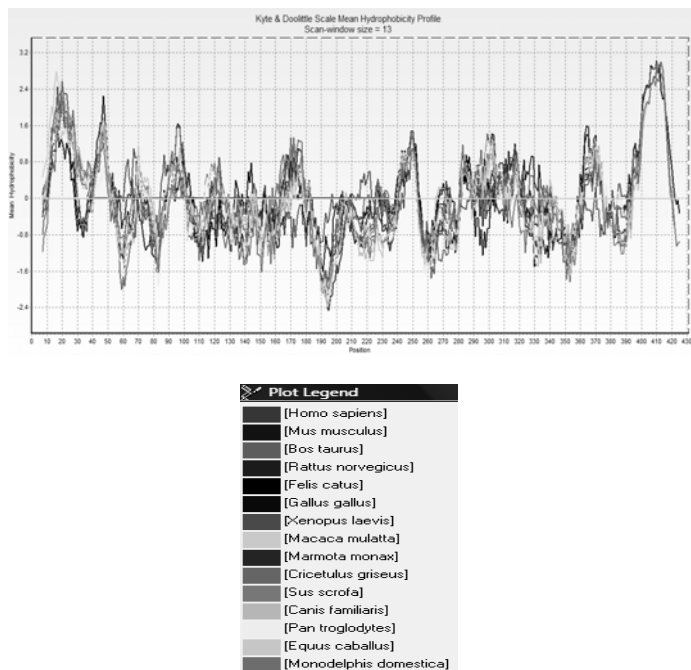 Kyte & Doolittle Scale Mean Hydrophobicity Profile
Scan-window size = 13
3.2
2.4
1.6
0.8
0
-0.8
-1.6
-2.4
Mean Hydrophobicity
0 10 20 30 40 50 60 70 80 90 100 110 120 130 140 150 160 170 180 190 200 210 220 230 240 250 260 270 280 290 300 310 320 330 340 350 360 370 380 390 400 410 420 430
Position
Plot Legend
[Homo sapiens]
[Mus musculus]
[Bos taurus]
[Rattus norvegicus]
[Felis catus]
[Gallus gallus]
[Xenopus laevis]
[Macaca mulatta]
[Marmota monax]
[Cricetulus griseus]
[Sus scrofa]
[Canis familiaris]
[Pan troglodytes]
[Equus caballus]
[Monodelphis domestica]